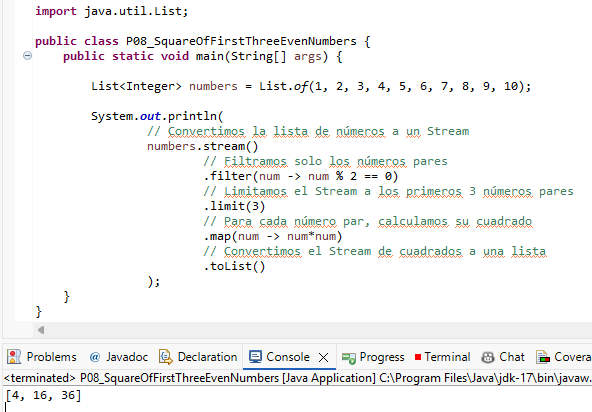 import java.util.List;
public class P08_SquareOfFirstThreeEvenNumbers {
public static void main(String[] args) {
List<Integer> numbers = List.of(1, 2, 3, 4, 5, 6, 7, 8, 9, 10);
System.out.println(
// Convertimos la lista de números a un Stream
numbers.stream()
// Filtramos solo los números pares
.filter(num -> num % 2 == 0)
// Limitamos el Stream a los primeros 3 números pares
.limit(3)
// Para cada número par, calculamos su cuadrado
.map(num -> num*num)
// Convertimos el Stream de cuadrados a una lista
.toList()
);
}
}
Problems @ Javadoc Declaration Console Progress Terminal Chat Covera
<terminated> P08_SquareOfFirstThreeEvenNumbers [Java Application] C:\Program Files\Java\jdk-17\bin\javaw.
[4, 16, 36]